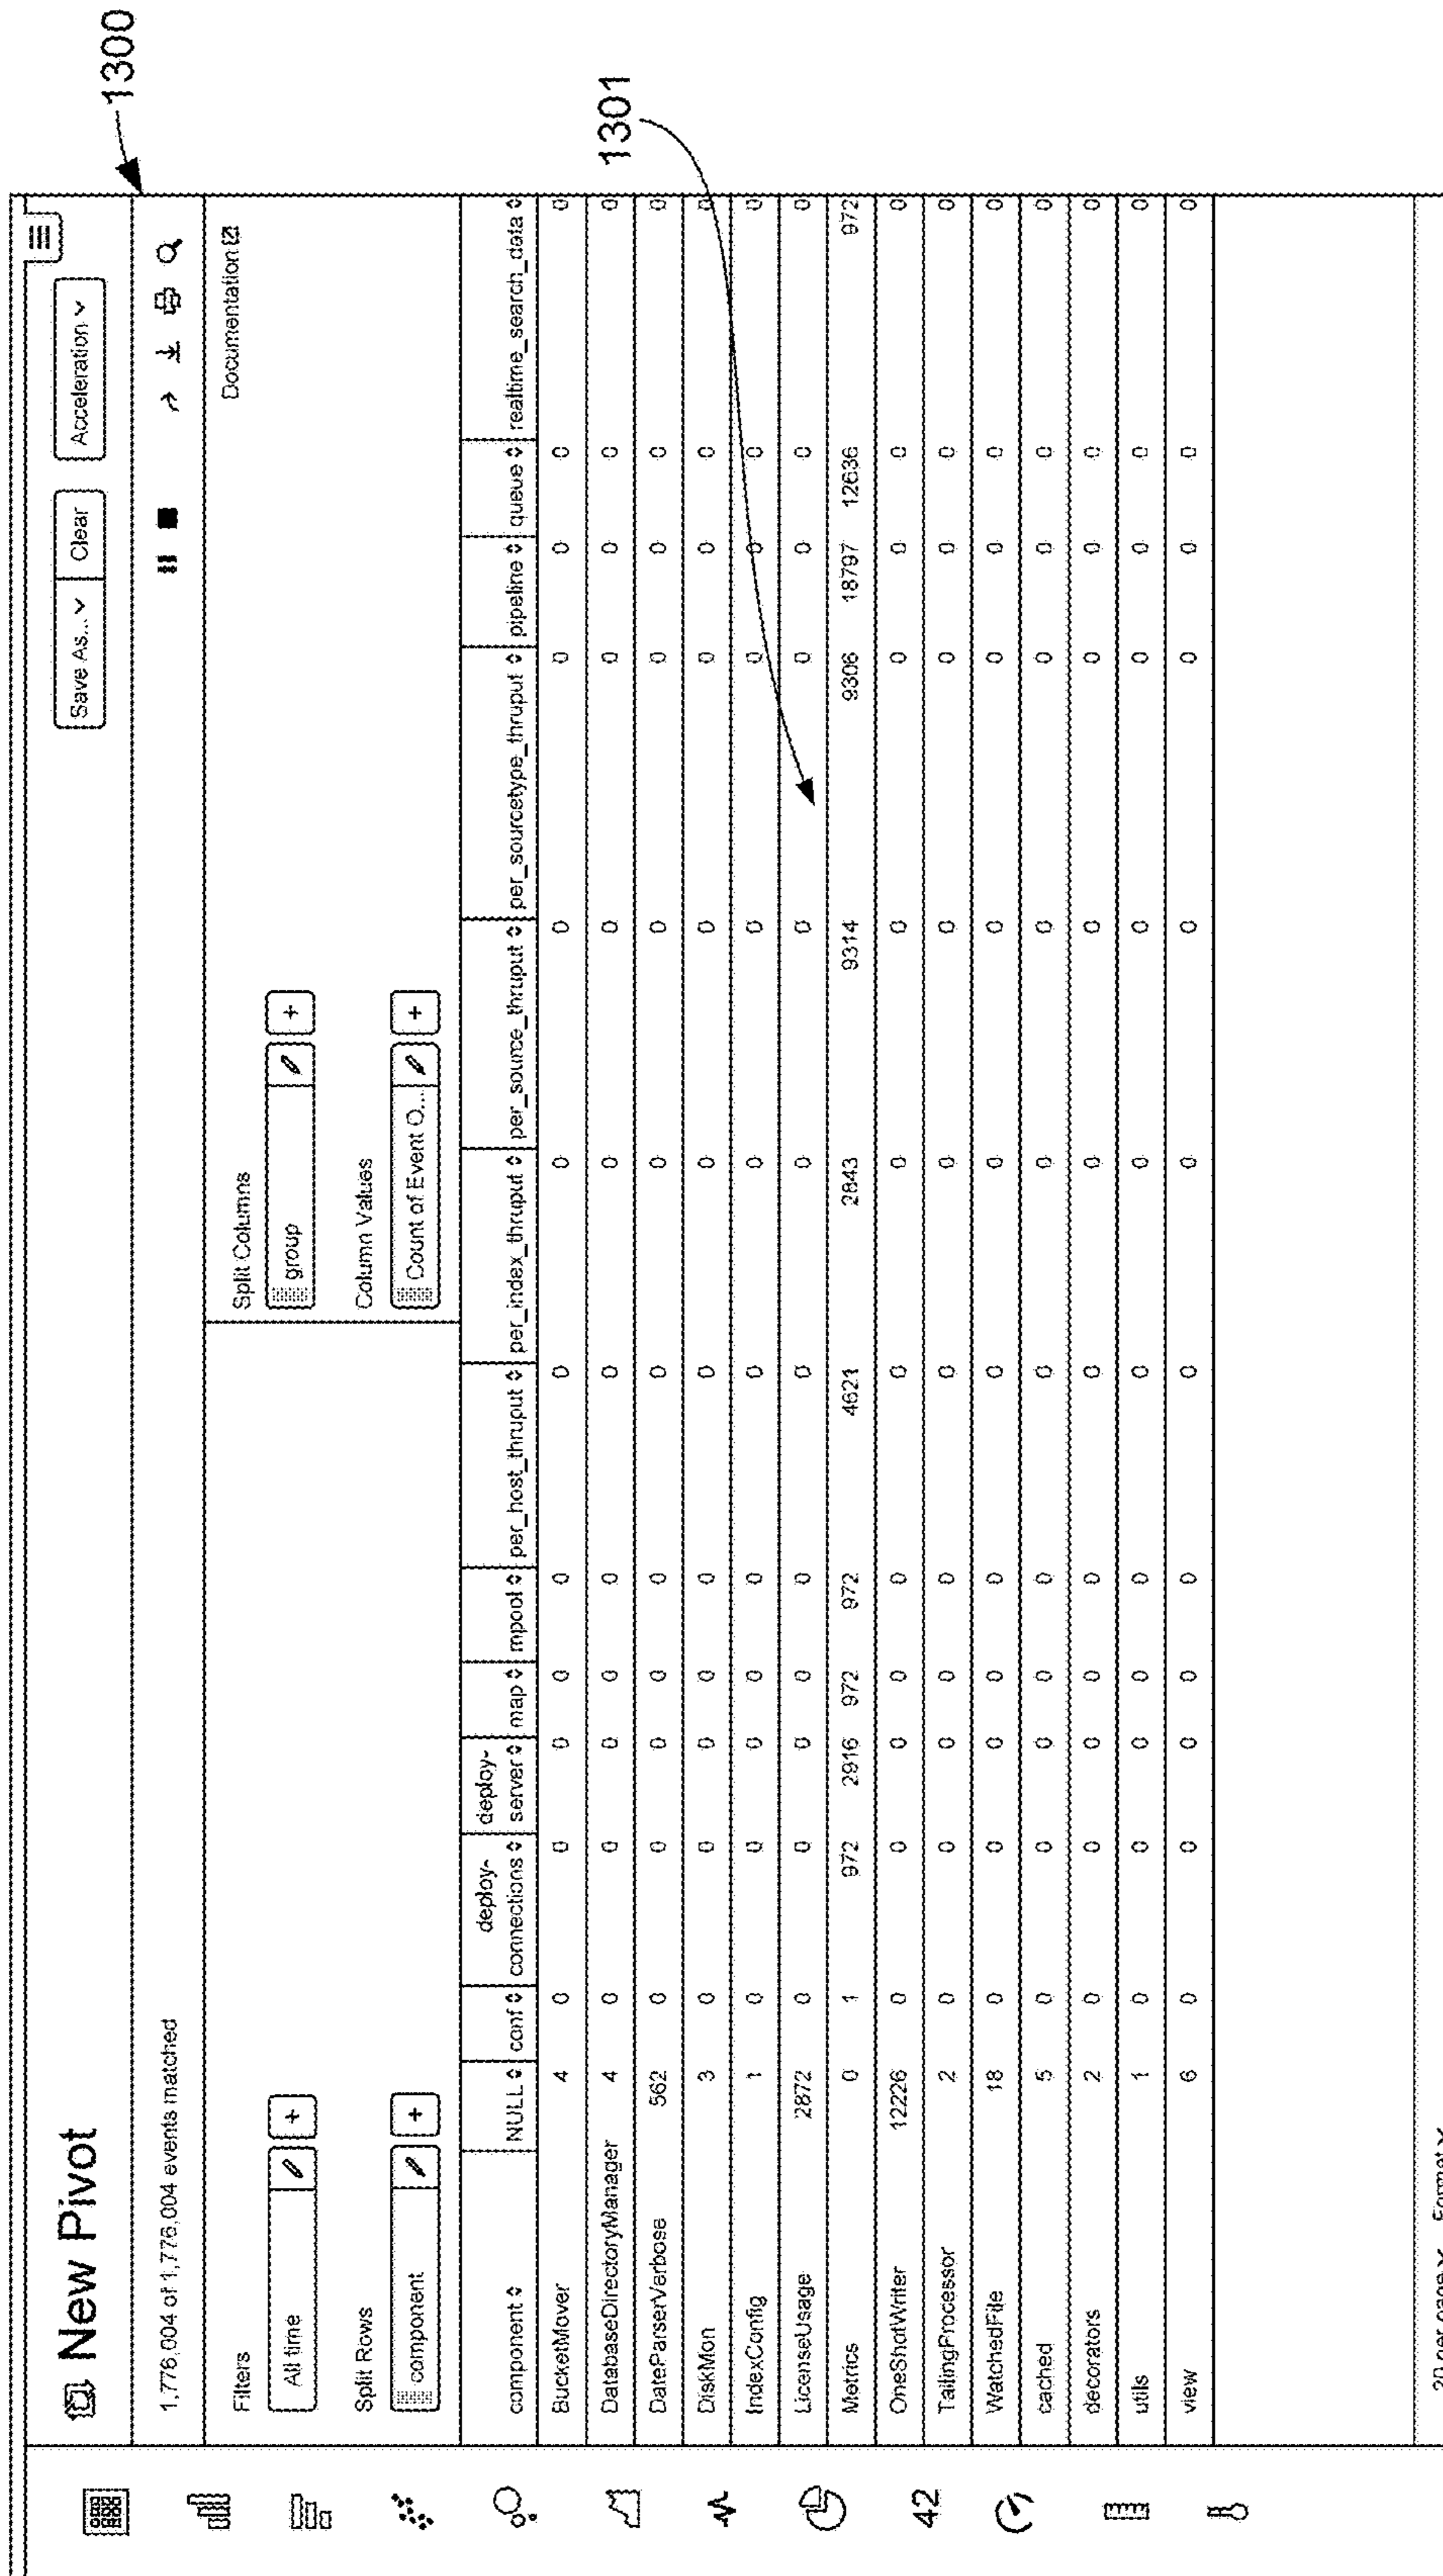 New Pivot
Save As... Clear Acceleration
1,776,004 of 1,776,004 events matched
Filters
All time +
Split Columns
group +
Documentation
Split Rows
component +
Column Values
Count of Event O... +
component NULL conf deploy-connections deploy-server map mpool per_host_thruput per_index_thruput per_source_thruput per_sourcetype_thruput pipeline queue realtime_search_data
BucketMover 4 0 0 0 0 0 0 0 0 0 0 0 0
DatabaseDirectoryManager 4 0 0 0 0 0 0 0 0 0 0 0 0
DateParserVerbose 562 0 0 0 0 0 0 0 0 0 0 0 0
DiskMon 3 0 0 0 0 0 0 0 0 0 0 0 0
IndexConfig 1 0 0 0 0 0 0 0 0 0 0 0 0
LicenseUsage 2872 0 0 0 0 0 0 0 0 0 0 0 0
Metrics 0 1 972 2916 972 972 4621 2843 9314 9306 18797 12636 972
OneShotWriter 12226 0 0 0 0 0 0 0 0 0 0 0 0
TailingProcessor 2 0 0 0 0 0 0 0 0 0 0 0 0
WatchedFile 18 0 0 0 0 0 0 0 0 0 0 0 0
cached 5 0 0 0 0 0 0 0 0 0 0 0 0
decorators 2 0 0 0 0 0 0 0 0 0 0 0 0
utils 1 0 0 0 0 0 0 0 0 0 0 0 0
view 6 0 0 0 0 0 0 0 0 0 0 0 0
20 per page Format
42
1300
1301